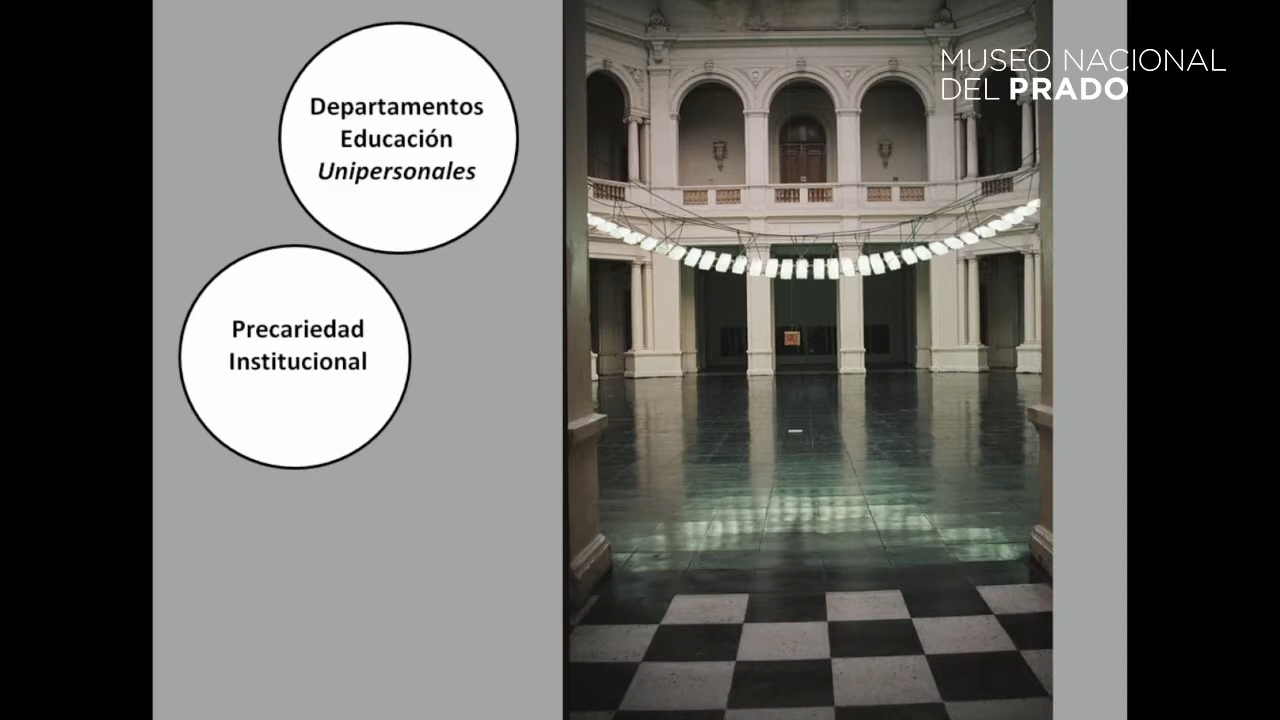 Departamentos
Educación
Unipersonales
Precariedad
Institucional
MUSEO NACIONAL
DEL PRADO